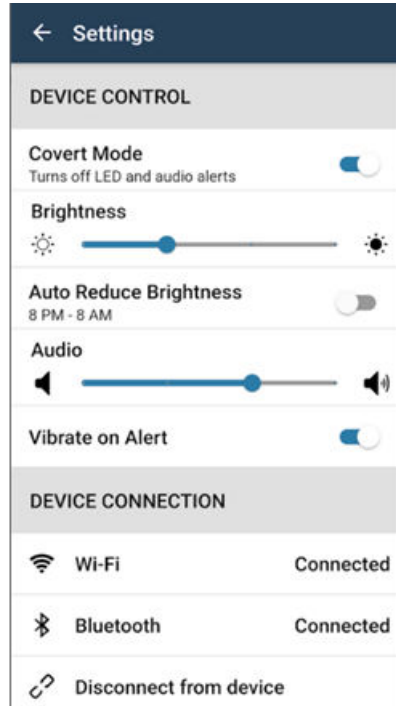 Settings
DEVICE CONTROL
Covert Mode
Turns off LED and audio alerts
Brightness
Auto Reduce Brightness
8 PM - 8 AM
Audio
Vibrate on Alert
DEVICE CONNECTION
Wi-Fi Connected
Bluetooth Connected
Disconnect from device